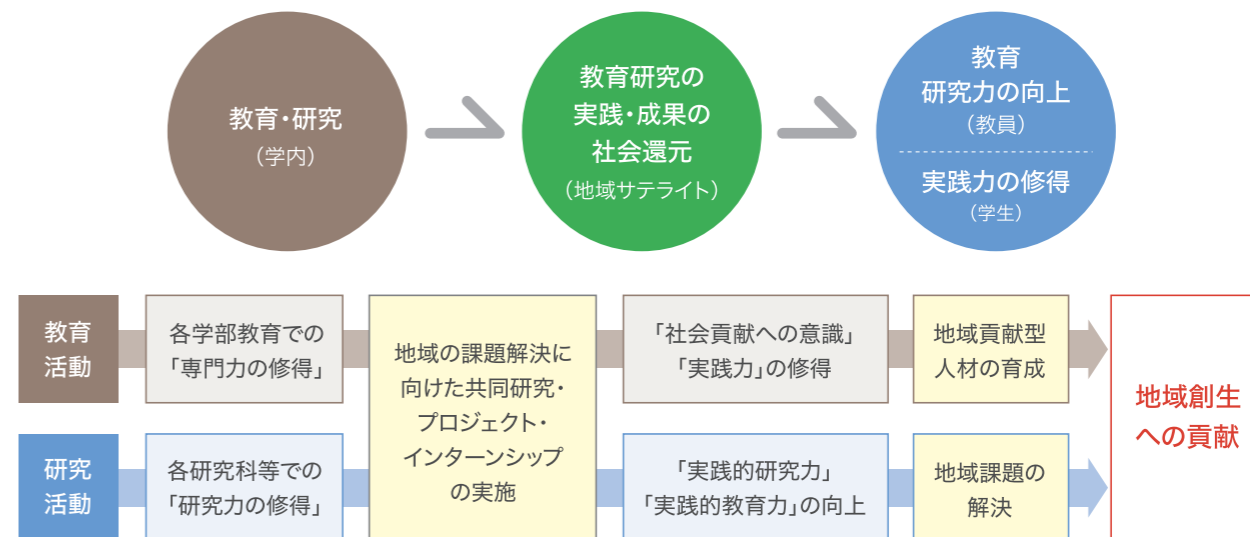 教育・研究
（学内）
教育研究の
実践・成果の
社会還元
（地域サテライト）
教育
研究力の向上
（教員）
実践力の修得
（学生）
教育
活動
各学部教育での
「専門力の修得」
地域の課題解決に
向けた共同研究・
プロジェクト・
インターンシップ
の実施
「社会貢献への意識」
「実践力」の修得
地域貢献型
人材の育成
研究
活動
各研究科等での
「研究力の修得」
「実践的研究力」
「実践的教育力」の向上
地域課題の
解決
地域創生
への貢献